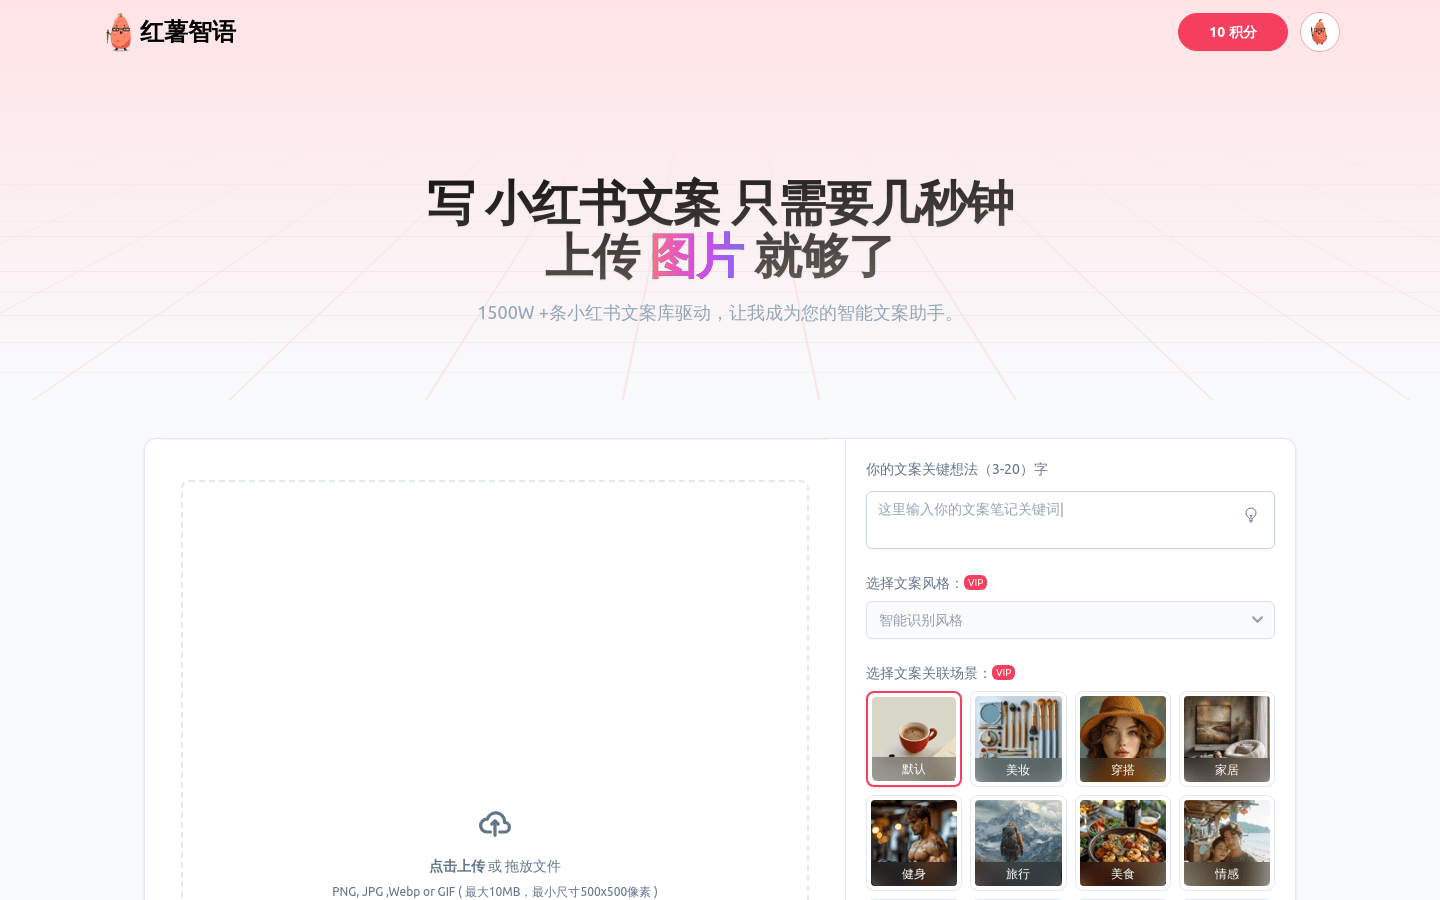 红薯智语
10 积分
写 小红书文案 只需要几秒钟
上传 图片 就够了
1500W +条小红书文案库驱动，让我成为您的智能文案助手。
点击上传 或 拖放文件
PNG, JPG ,Webp or GIF ( 最大10MB，最小尺寸500x500像素 )
你的文案关键想法（3-20）字
这里输入你的文案笔记关键词|
选择文案风格：VIP
智能识别风格
选择文案关联场景：VIP
默认
美妆
穿搭
家居
健身
旅行
美食
情感